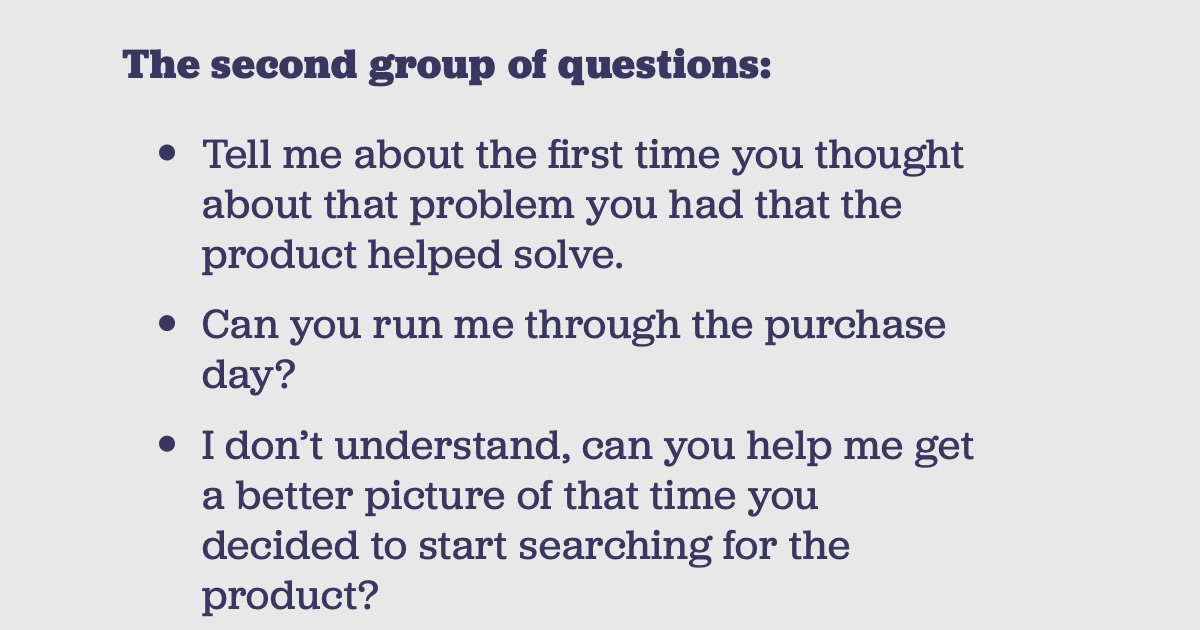 The second group of questions:
• Tell me about the first time you thought
about that problem you had that the
product helped solve.
• Can you run me through the purchase
day?
• I don’t understand, can you help me get
a better picture of that time you
decided to start searching for the
product?